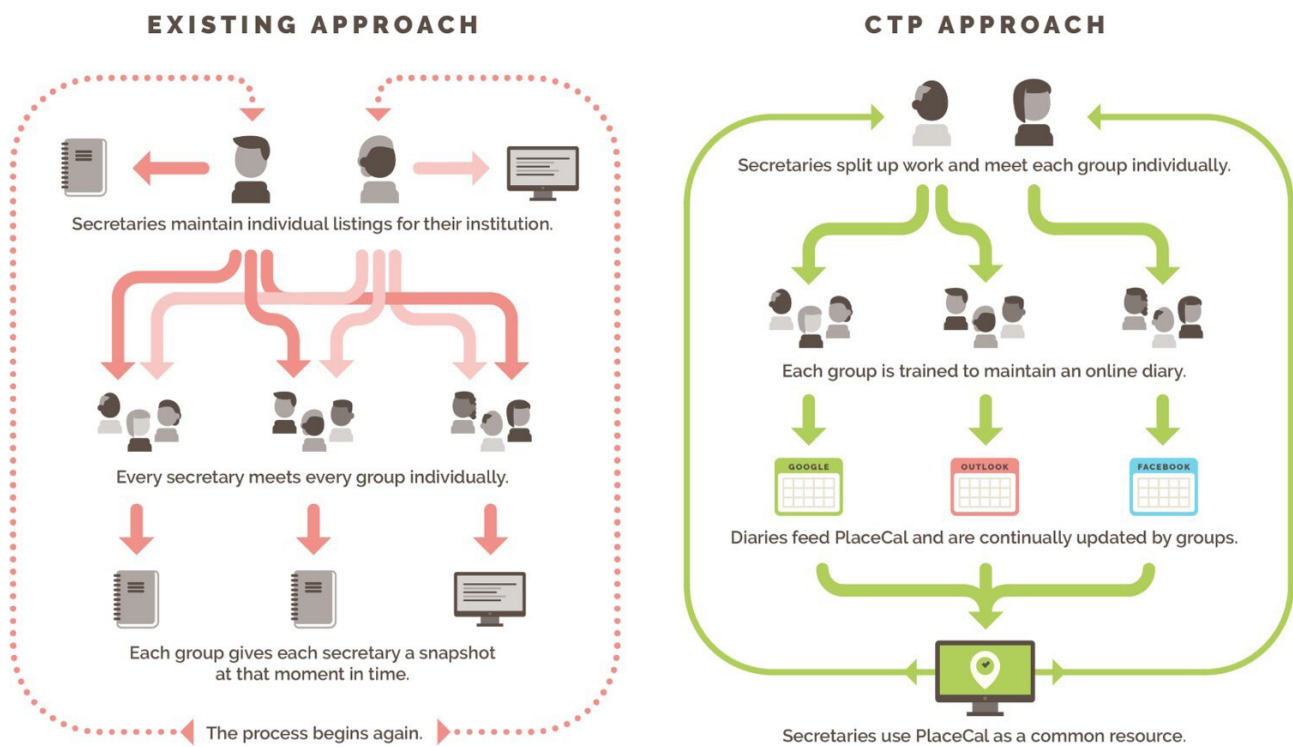 EXISTING APPROACH
Secretaries maintain individual listings for their institution.
Every secretary meets every group individually.
Each group gives each secretary a snapshot
at that moment in time.
The process begins again.
CTP APPROACH
Secretaries split up work and meet each group individually.
Each group is trained to maintain an online diary.
GOOGLE
OUTLOOK
FACEBOOK
Diaries feed PlaceCal and are continually updated by groups.
Secretaries use PlaceCal as a common resource.